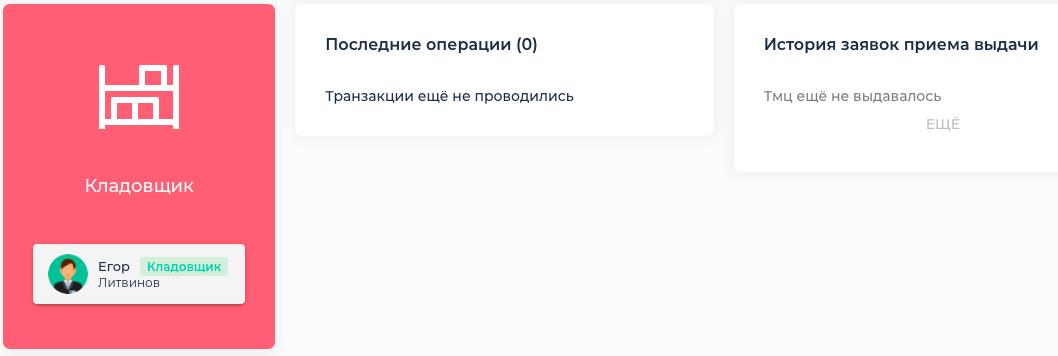 Кладовщик
Егор Кладовщик
Литвинов
Последние операции (0)
Транзакции ещё не проводились
История заявок приема выдачи
Тмц ещё не выдавалось
ЕЩЁ